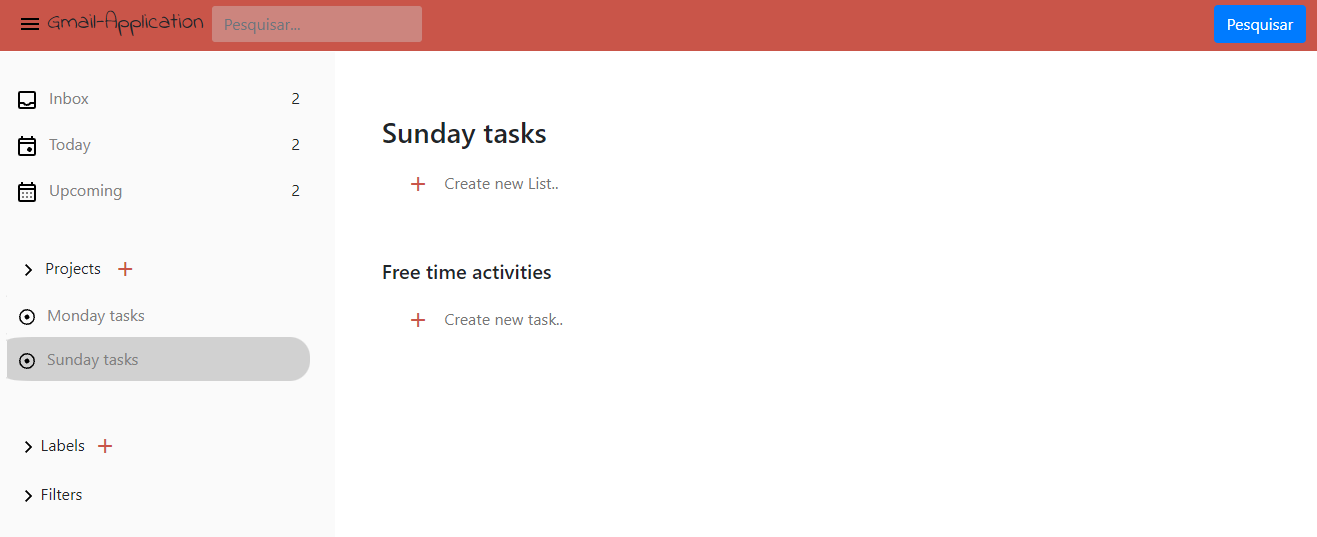 Gmail-Application Pesquisar... Pesquisar
Inbox 2
Today 2
Upcoming 2
Projects +
Monday tasks
Sunday tasks
Labels +
Filters
Sunday tasks
+ Create new List..
Free time activities
+ Create new task..